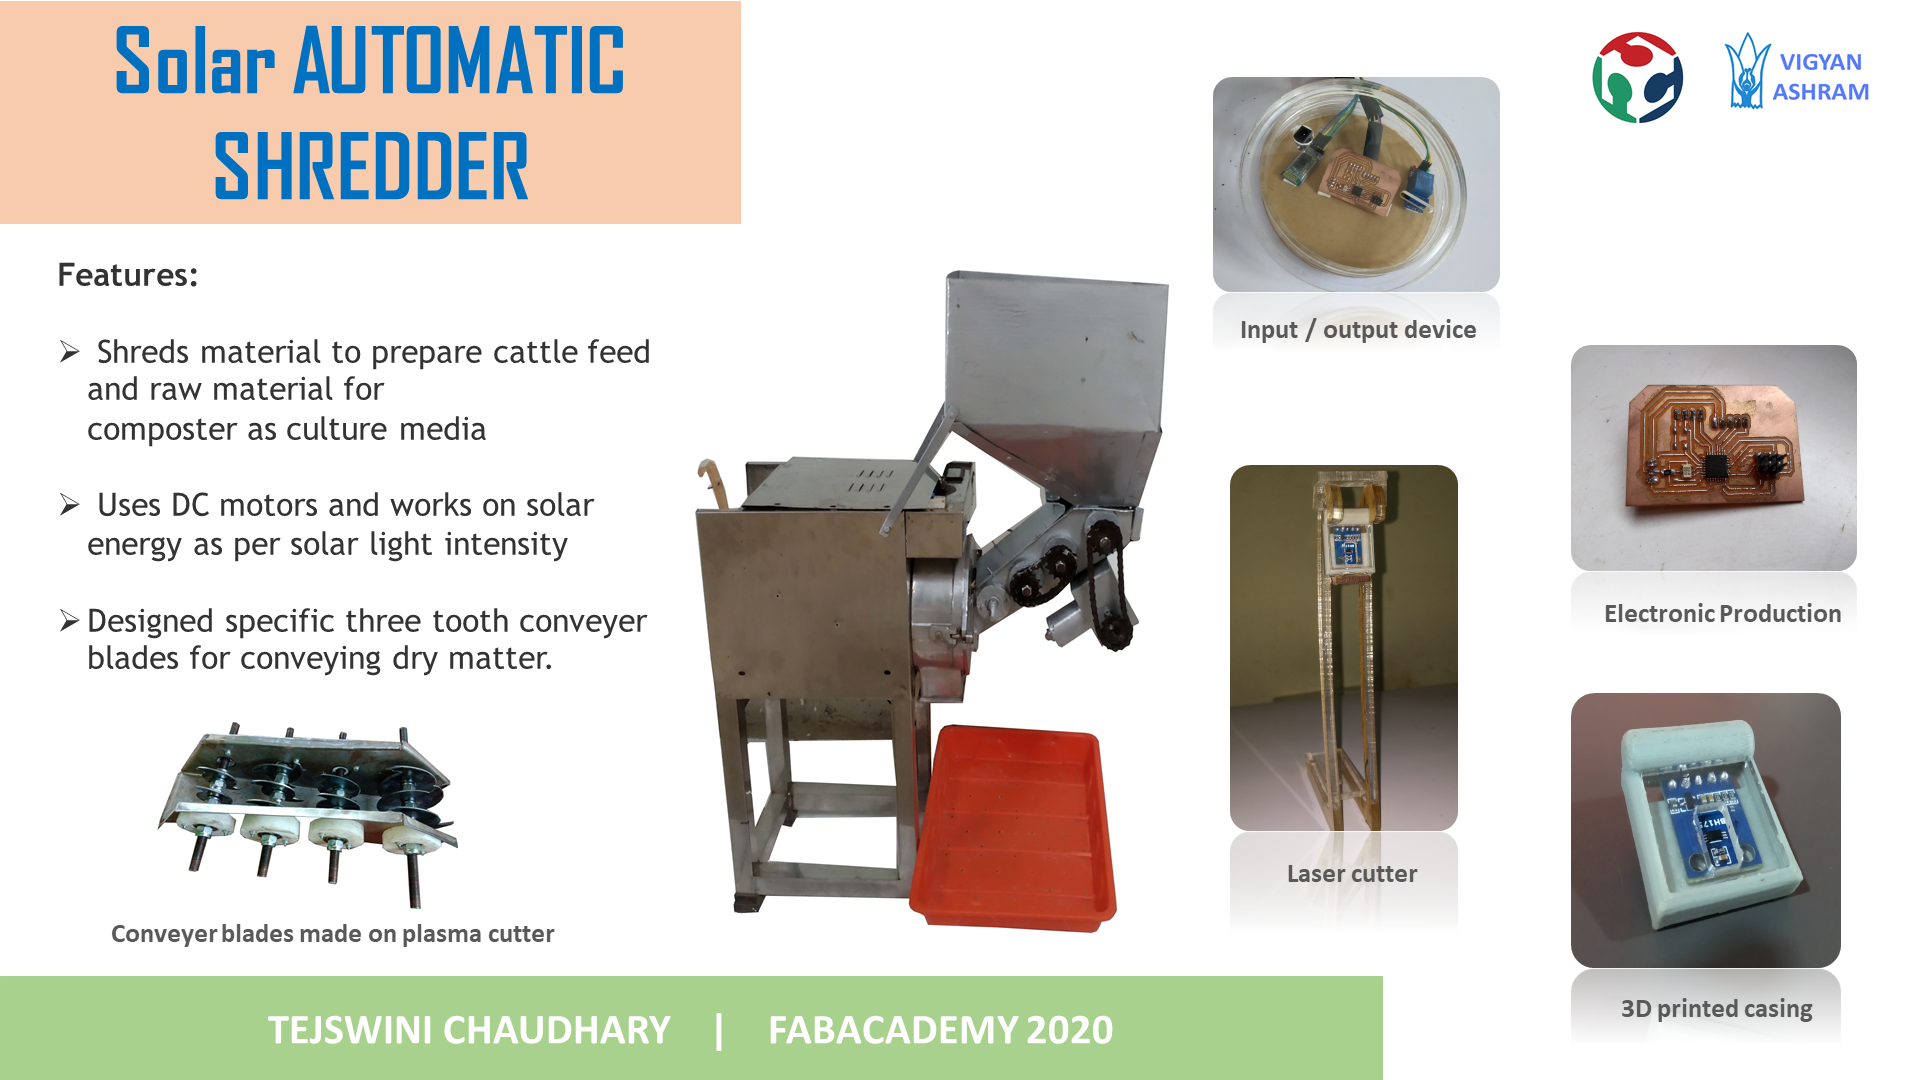 Solar AUTOMATIC
SHREDDER
VIGYAN
ASHRAM
Features:
Shreds material to prepare cattle feed
and raw material for
composter as culture media
Uses DC motors and works on solar
energy as per solar light intensity
Designed specific three tooth conveyer
blades for conveying dry matter.
Conveyer blades made on plasma cutter
Input / output device
Electronic Production
Laser cutter
BH175
3D printed casing
TEJSWINI CHAUDHARY | FABACADEMY 2020